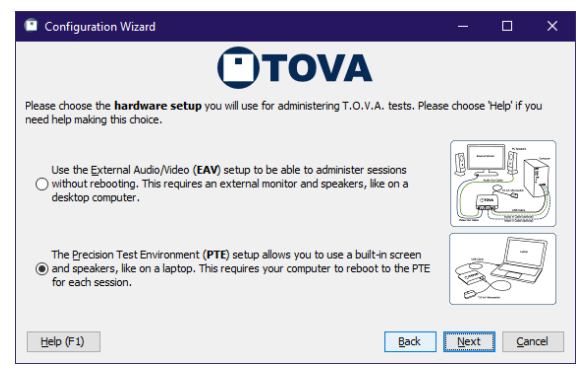 Configuration Wizard
TOVA
Please choose the hardware setup you will use for administering T.O.V.A. tests. Please choose 'Help' if you
need help making this choice.
Use the External Audio/Video (EAV) setup to be able to administer sessions
without rebooting. This requires an external monitor and speakers, like on a
desktop computer.
The Precision Test Environment (PTE) setup allows you to use a built-in screen
and speakers, like on a laptop. This requires your computer to reboot to the PTE
for each session.
Help (F1)
Back
Next
Cancel